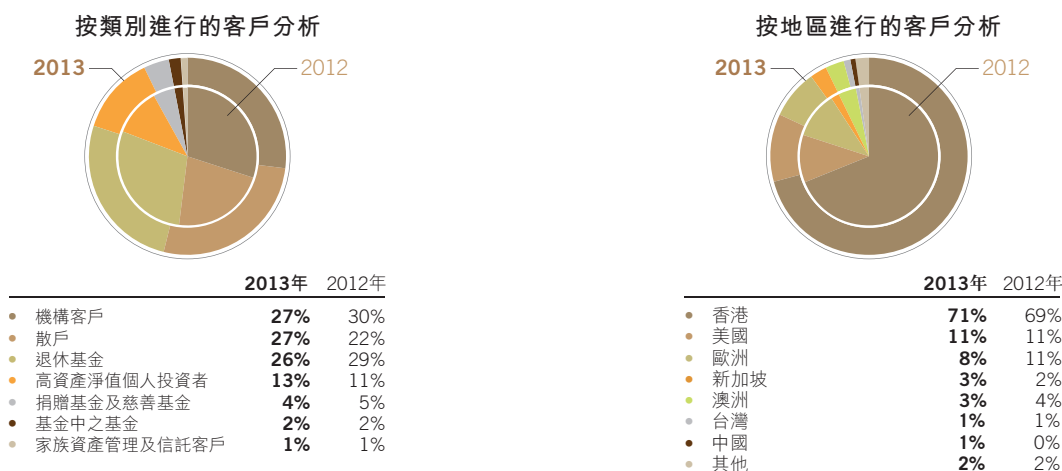 按類別進行的客戶分析
2013
2012
2013年 2012年
機構客戶 27% 30%
散戶 27% 22%
退休基金 26% 29%
高資產淨值個人投資者 13% 11%
捐贈基金及慈善基金 4% 5%
基金中之基金 2% 2%
家族資產管理及信託客戶 1% 1%
按地區進行的客戶分析
2013
2012
2013年 2012年
香港 71% 69%
美國 11% 11%
歐洲 8% 11%
新加坡 3% 2%
澳洲 3% 4%
台灣 1% 1%
中國 1% 0%
其他 2% 2%